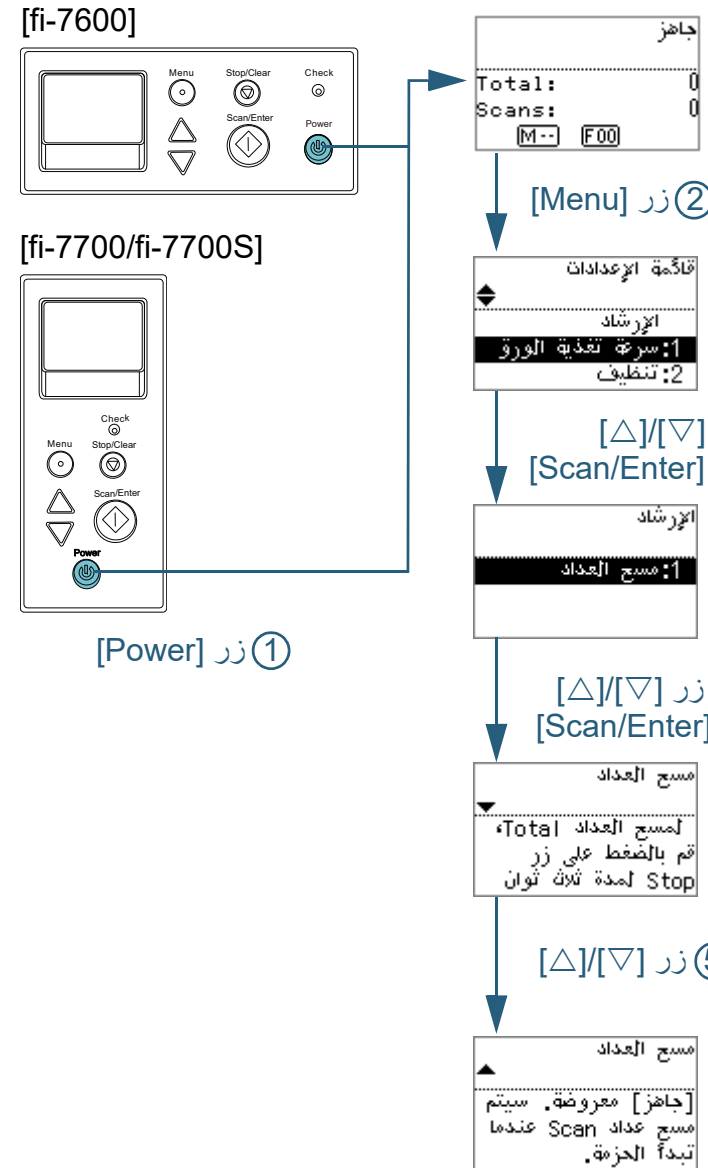 [fi-7600]
Menu
Stop/Clear
Check
Scan/Enter
Power
جاهز
Total: 0
Scans: 0
M-- F00
② زر [Menu]
[fi-7700/fi-7700S]
Check
Menu
Stop/Clear
Scan/Enter
Power
① زر [Power]
قائمة الإعدادات
الإرشاد
1: سرعة تغذية الورق
2: تنظيف
[△]/[▽]
[Scan/Enter]
الإرشاد
1: مسح العداد
زر [▽]/[△]
[Scan/Enter]
مسح العداد
لمسح العداد Total،
قم بالضغط على زر
Stop لمدة ثلاث ثوان
زر [▽]/[△]
مسح العداد
[جاهز] معروضة. سيتم
مسح عداد Scan عندما
تبدأ الحزمة.